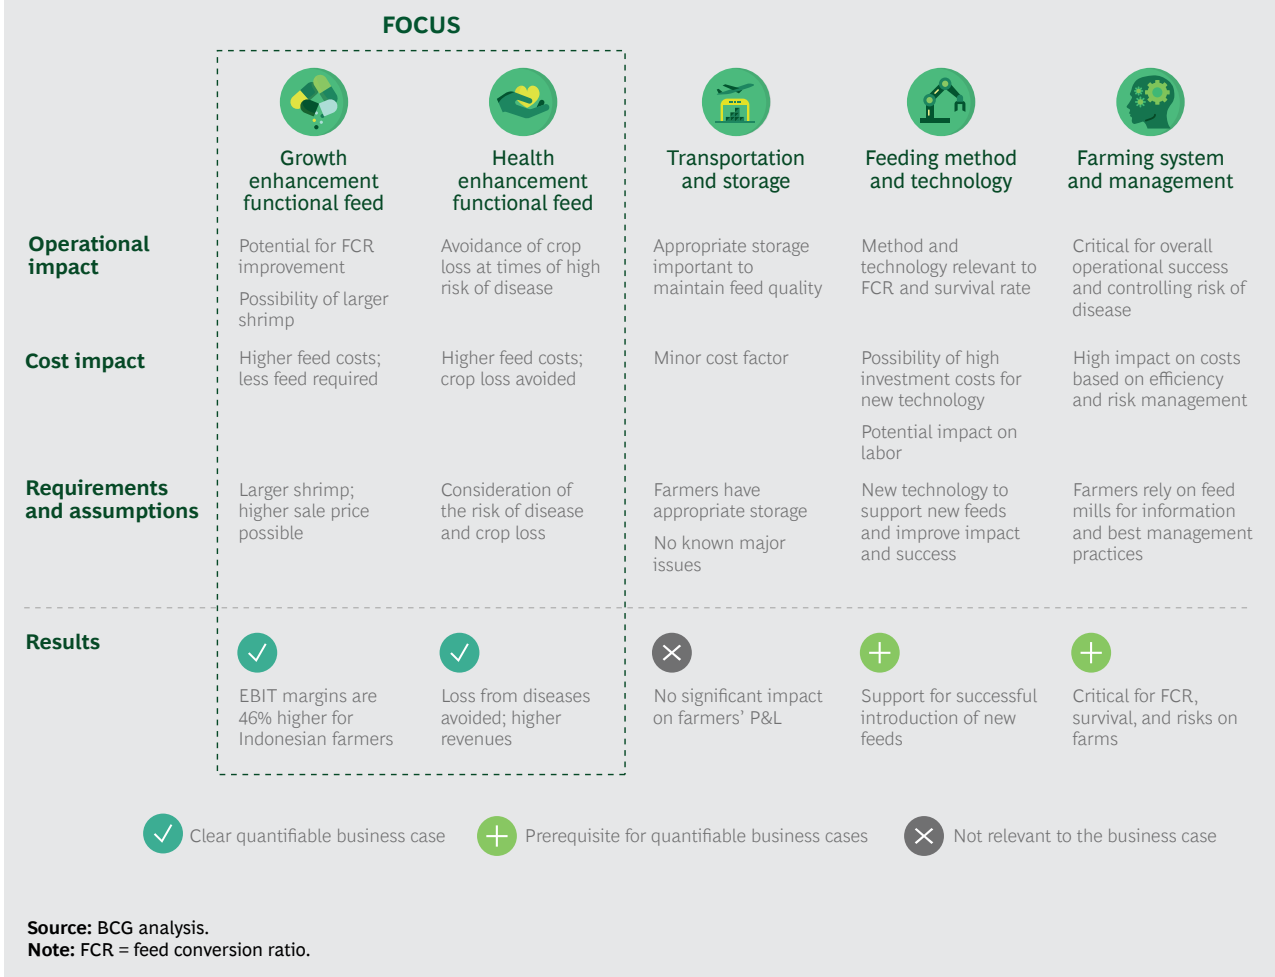 FOCUS
Growth
enhancement
functional feed
Health
enhancement
functional feed
Transportation
and storage
Feeding method
and technology
Farming system
and management
Operational
impact
Potential for FCR
improvement
Possibility of larger
shrimp
Avoidance of crop
loss at times of high
risk of disease
Appropriate storage
important to
maintain feed quality
Method and
technology relevant to
FCR and survival rate
Critical for overall
operational success
and controlling risk of
disease
Cost impact
Higher feed costs;
less feed required
Higher feed costs;
crop loss avoided
Minor cost factor
Possibility of high
investment costs for
new technology
Potential impact on
labor
High impact on costs
based on efficiency
and risk management
Requirements
and assumptions
Larger shrimp;
higher sale price
possible
Consideration of
the risk of disease
and crop loss
Farmers have
appropriate storage
No known major
issues
New technology to
support new feeds
and improve impact
and success
Farmers rely on feed
mills for information
and best management
practices
Results
EBIT margins are
46% higher for
Indonesian farmers
Loss from diseases
avoided; higher
revenues
No significant impact
on farmers' P&L
Support for successful
introduction of new
feeds
Critical for FCR,
survival, and risks on
farms
Clear quantifiable business case
Prerequisite for quantifiable business cases
Not relevant to the business case
Source: BCG analysis.
Note: FCR = feed conversion ratio.